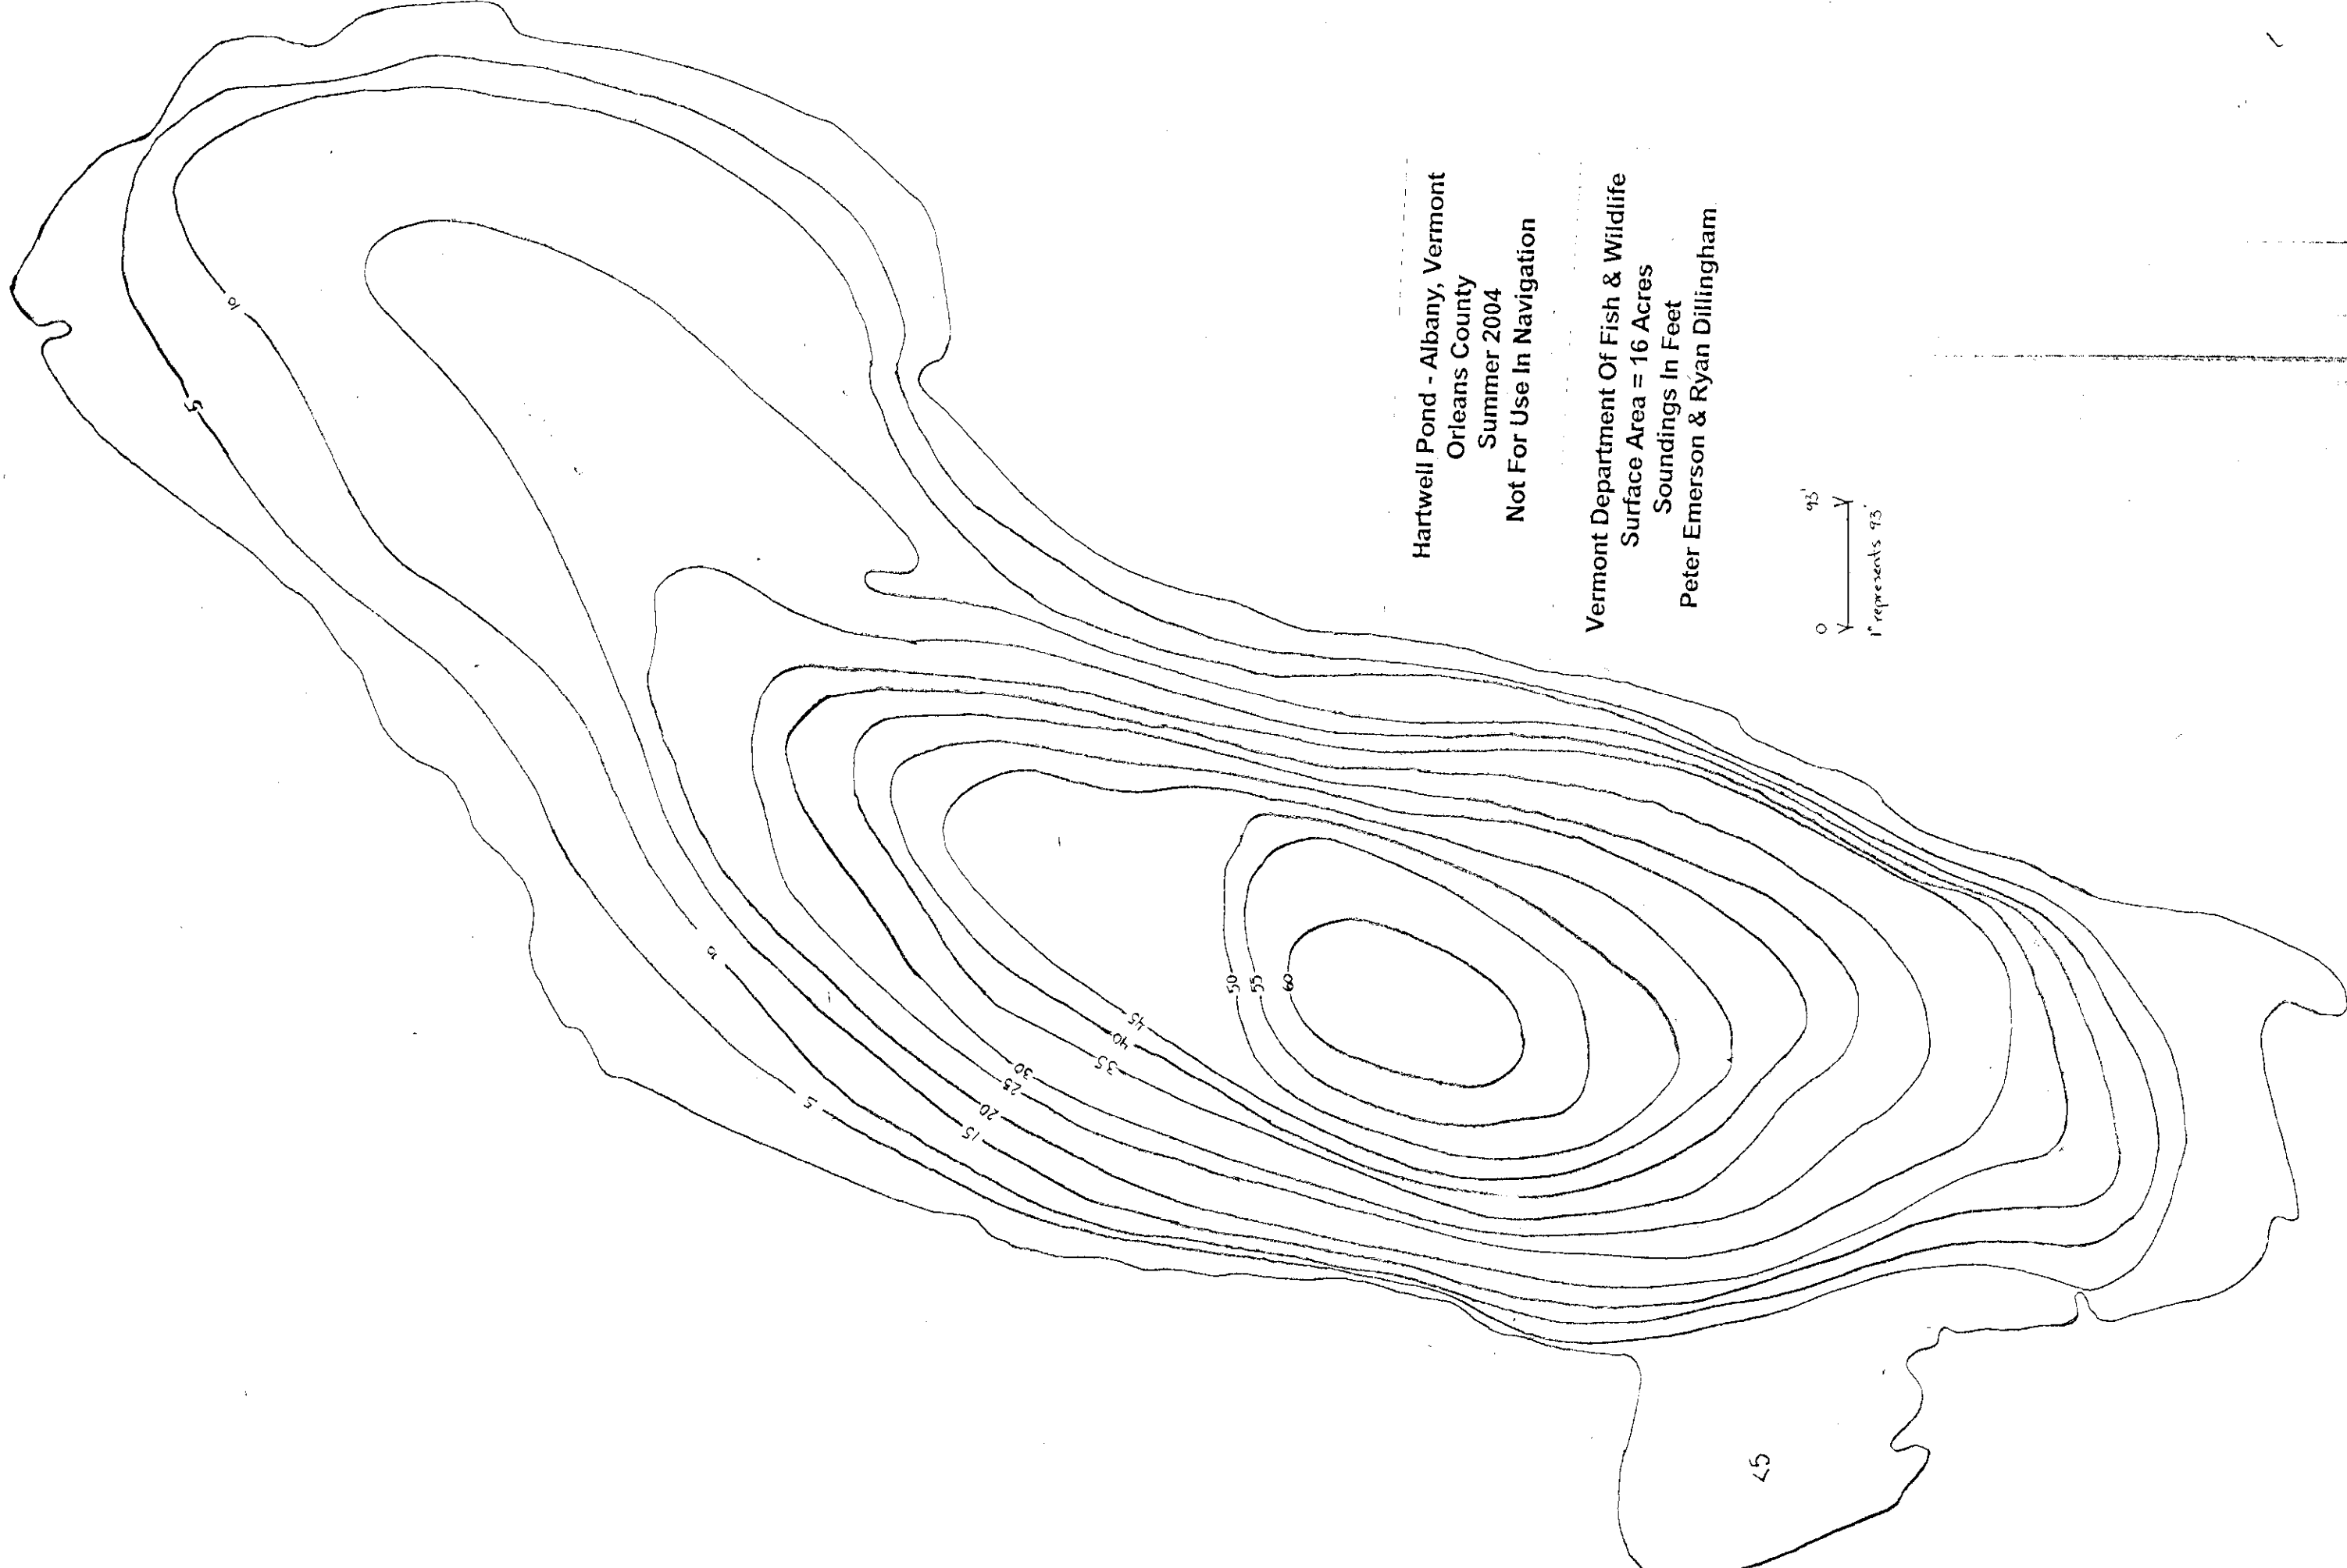 Hartwell Pond - Albany, Vermont
Orleans County
Summer 2004
Not For Use In Navigation
Vermont Department Of Fish & Wildlife
Surface Area = 16 Acres
Soundings In Feet
Peter Emerson & Ryan Dillingham
0 93'
1" represents 93'
10
5
10
5
15
20
25
30
35
40
45
50
55
60
<5